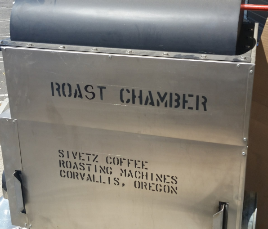 ROAST CHAMBER
SIVETZ COFFEE
ROASTING MACHINES
CORVALLIS, OREGON